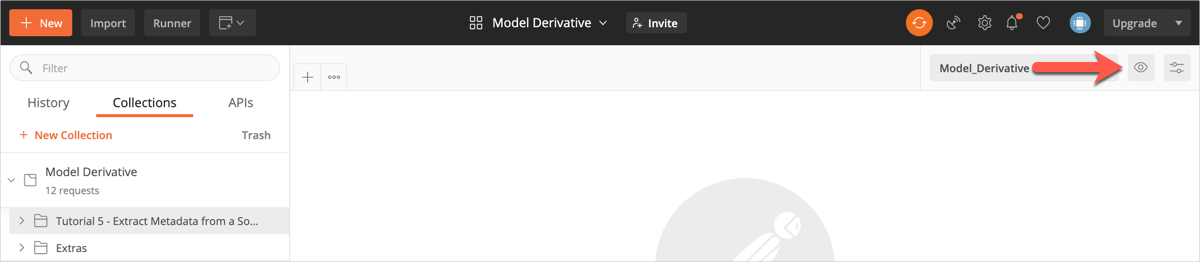 + New
Import
Runner
Model Derivative
Invite
Upgrade
Filter
Model_Derivative
History
Collections
APIs
+ New Collection
Trash
Model Derivative
12 requests
Tutorial 5 - Extract Metadata from a So...
Extras